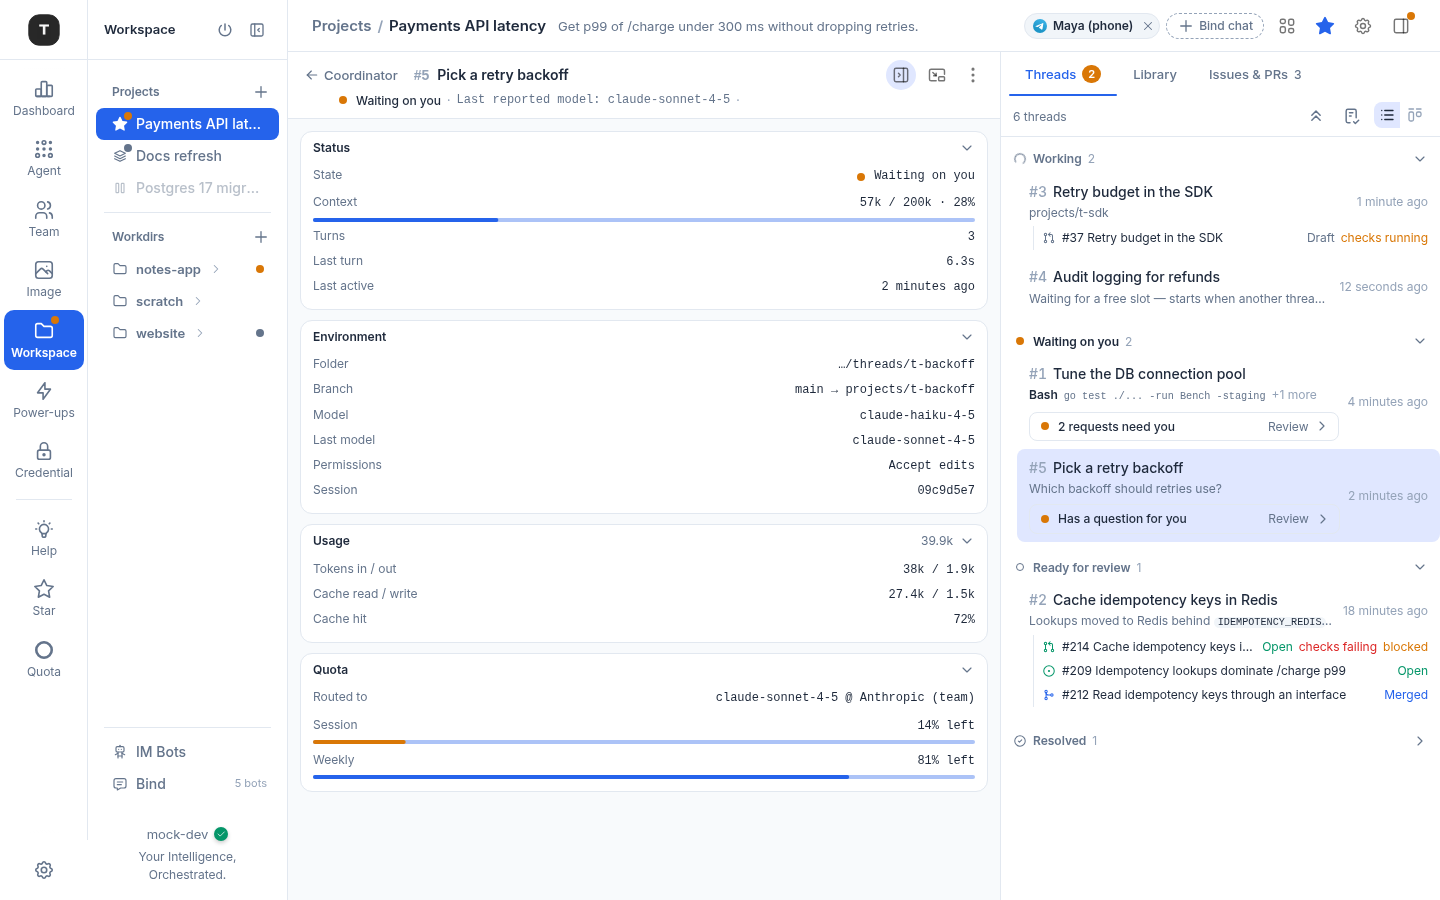 T
Dashboard
Agent
Team
Image
Workspace
Power-ups
Credential
Help
Star
Quota
Workspace
Projects
Payments API lat...
Docs refresh
Postgres 17 migr...
Workdirs
notes-app
scratch
website
IM Bots
Bind 5 bots
mock-dev
Your Intelligence,
Orchestrated.
Projects / Payments API latency Get p99 of /charge under 300 ms without dropping retries.
Maya (phone)
Bind chat
Coordinator #5 Pick a retry backoff
Waiting on you · Last reported model: claude-sonnet-4-5 ·
Status
State Waiting on you
Context 57k / 200k · 28%
Turns 3
Last turn 6.3s
Last active 2 minutes ago
Environment
Folder …/threads/t-backoff
Branch main → projects/t-backoff
Model claude-haiku-4-5
Last model claude-sonnet-4-5
Permissions Accept edits
Session 09c9d5e7
Usage 39.9k
Tokens in / out 38k / 1.9k
Cache read / write 27.4k / 1.5k
Cache hit 72%
Quota
Routed to claude-sonnet-4-5 @ Anthropic (team)
Session 14% left
Weekly 81% left
Threads 2 Library Issues & PRs 3
6 threads
Working 2
#3 Retry budget in the SDK 1 minute ago
projects/t-sdk
#37 Retry budget in the SDK Draft checks running
#4 Audit logging for refunds 12 seconds ago
Waiting for a free slot — starts when another threa...
Waiting on you 2
#1 Tune the DB connection pool
Bash go test ./... -run Bench -staging +1 more 4 minutes ago
2 requests need you Review
#5 Pick a retry backoff
Which backoff should retries use? 2 minutes ago
Has a question for you Review
Ready for review 1
#2 Cache idempotency keys in Redis 18 minutes ago
Lookups moved to Redis behind IDEMPOTENCY_REDIS...
#214 Cache idempotency keys i... Open checks failing blocked
#209 Idempotency lookups dominate /charge p99 Open
#212 Read idempotency keys through an interface Merged
Resolved 1